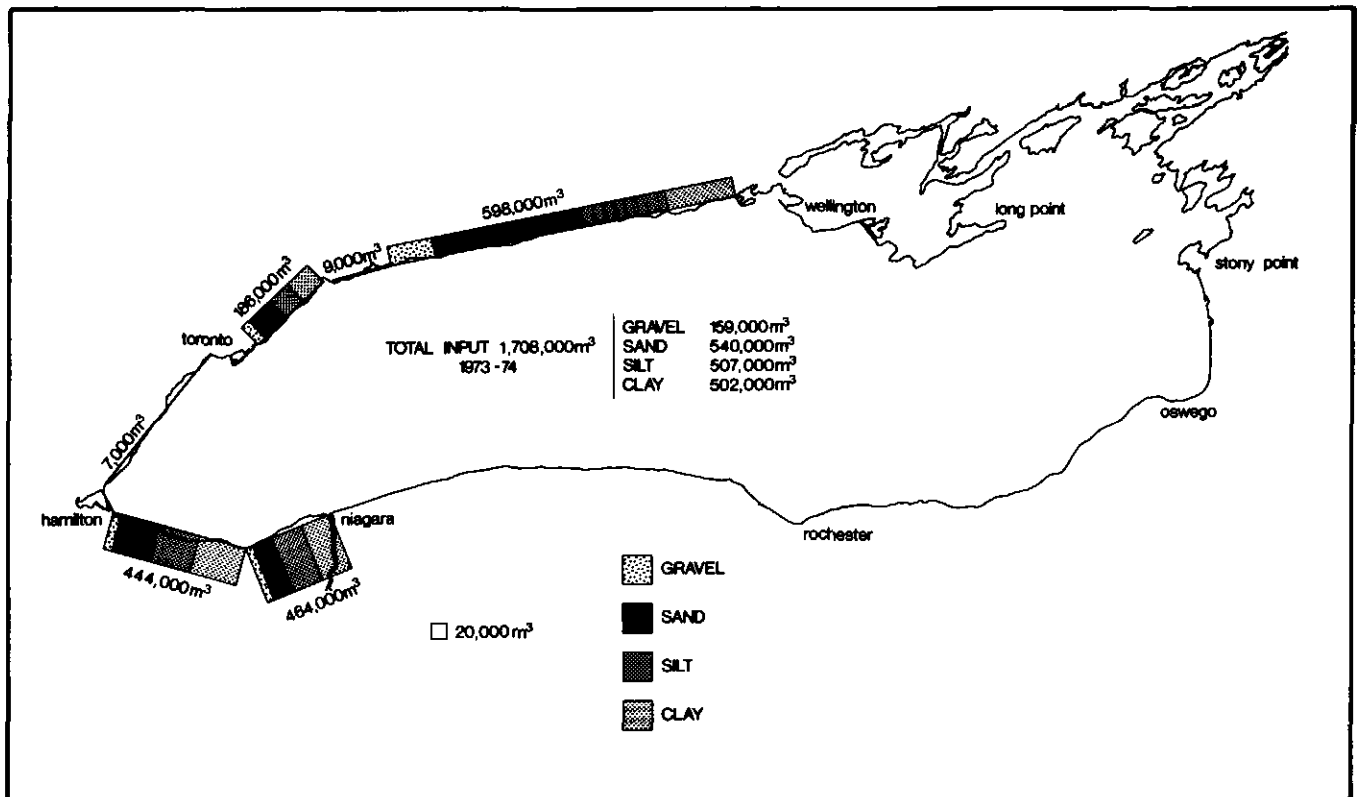 598,000m³
wellington
long point
9,000m³
stony point
186,000m³
toronto
TOTAL INPUT 1,708,000m³
1973-74
GRAVEL 159,000m³
SAND 540,000m³
SILT 507,000m³
CLAY 502,000m³
oswego
7,000m³
hamilton
niagara
rochester
444,000m³
464,000m³
20,000m³
GRAVEL
SAND
SILT
CLAY